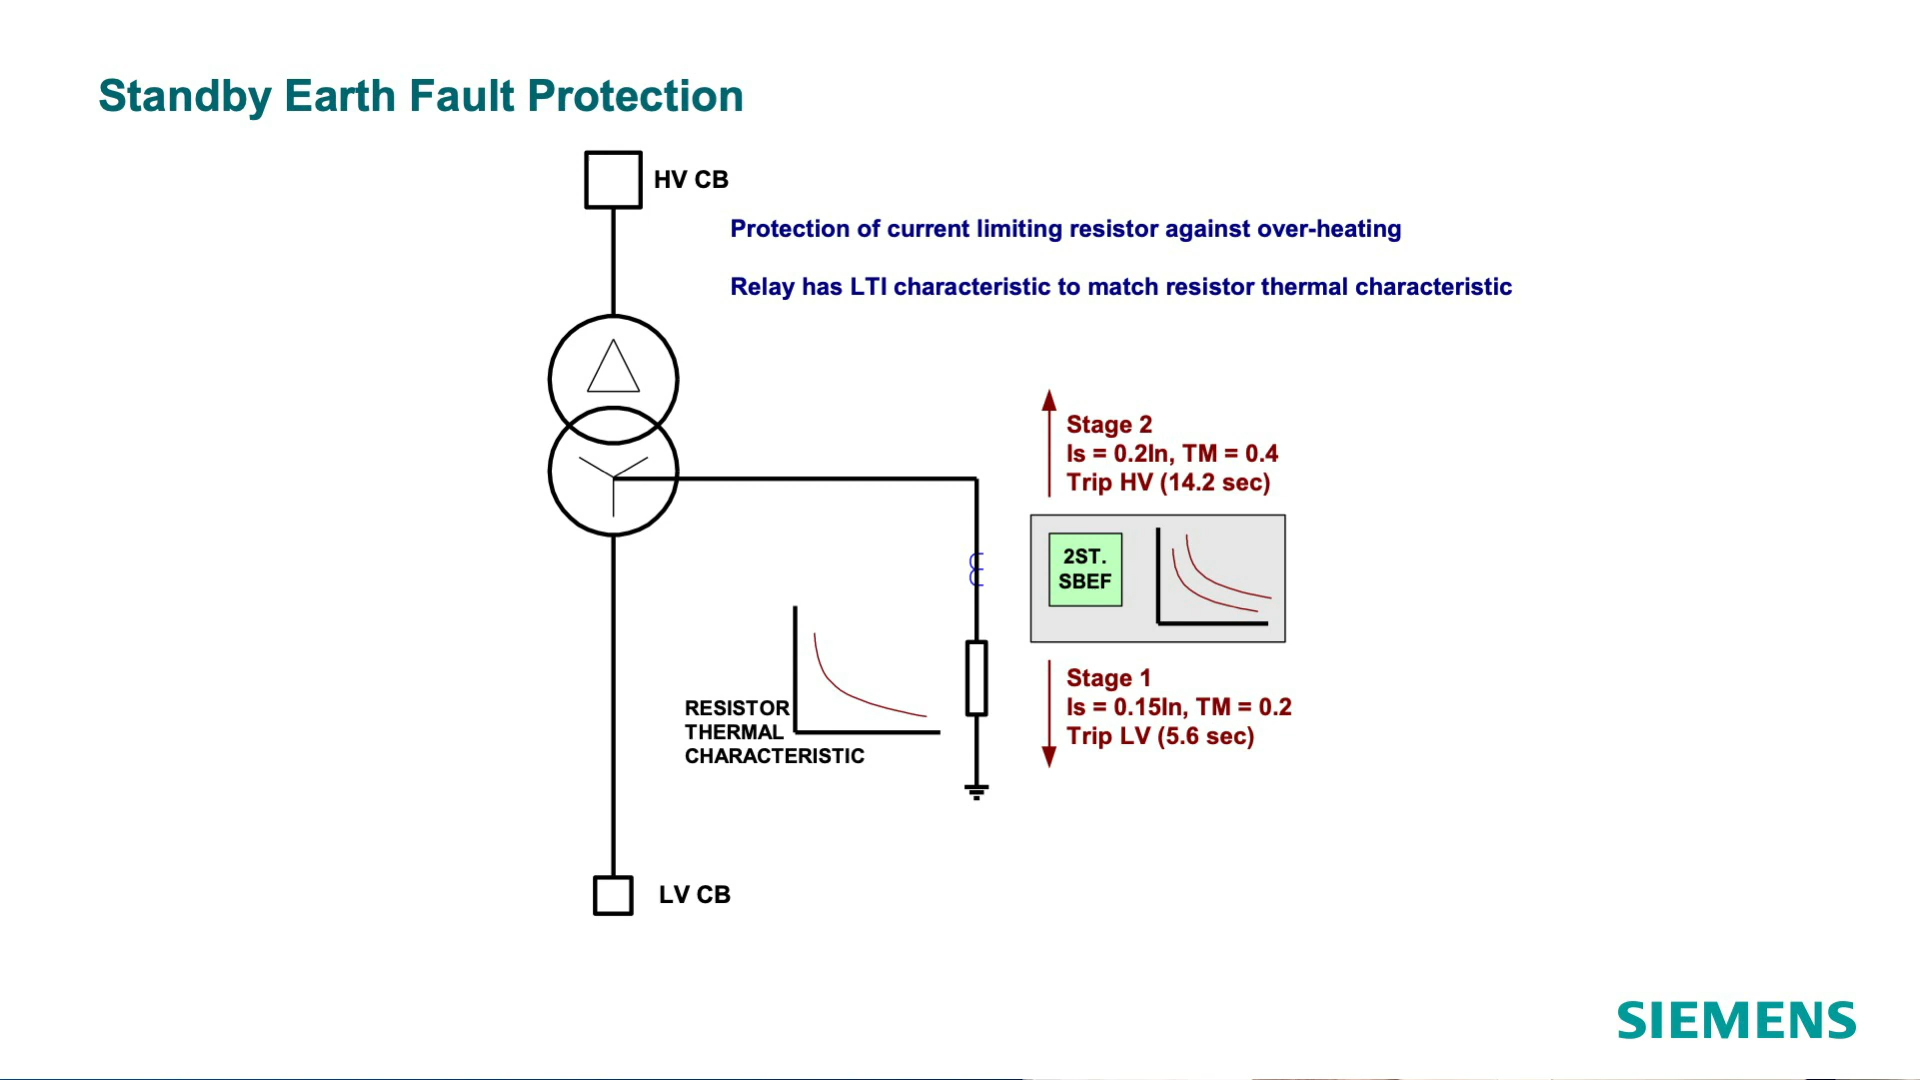 Standby Earth Fault Protection
HV CB
Protection of current limiting resistor against over-heating
Relay has LTI characteristic to match resistor thermal characteristic
Stage 2
Is = 0.2In, TM = 0.4
Trip HV (14.2 sec)
2ST.
SBEF
Stage 1
Is = 0.15In, TM = 0.2
Trip LV (5.6 sec)
RESISTOR
THERMAL
CHARACTERISTIC
LV CB
SIEMENS